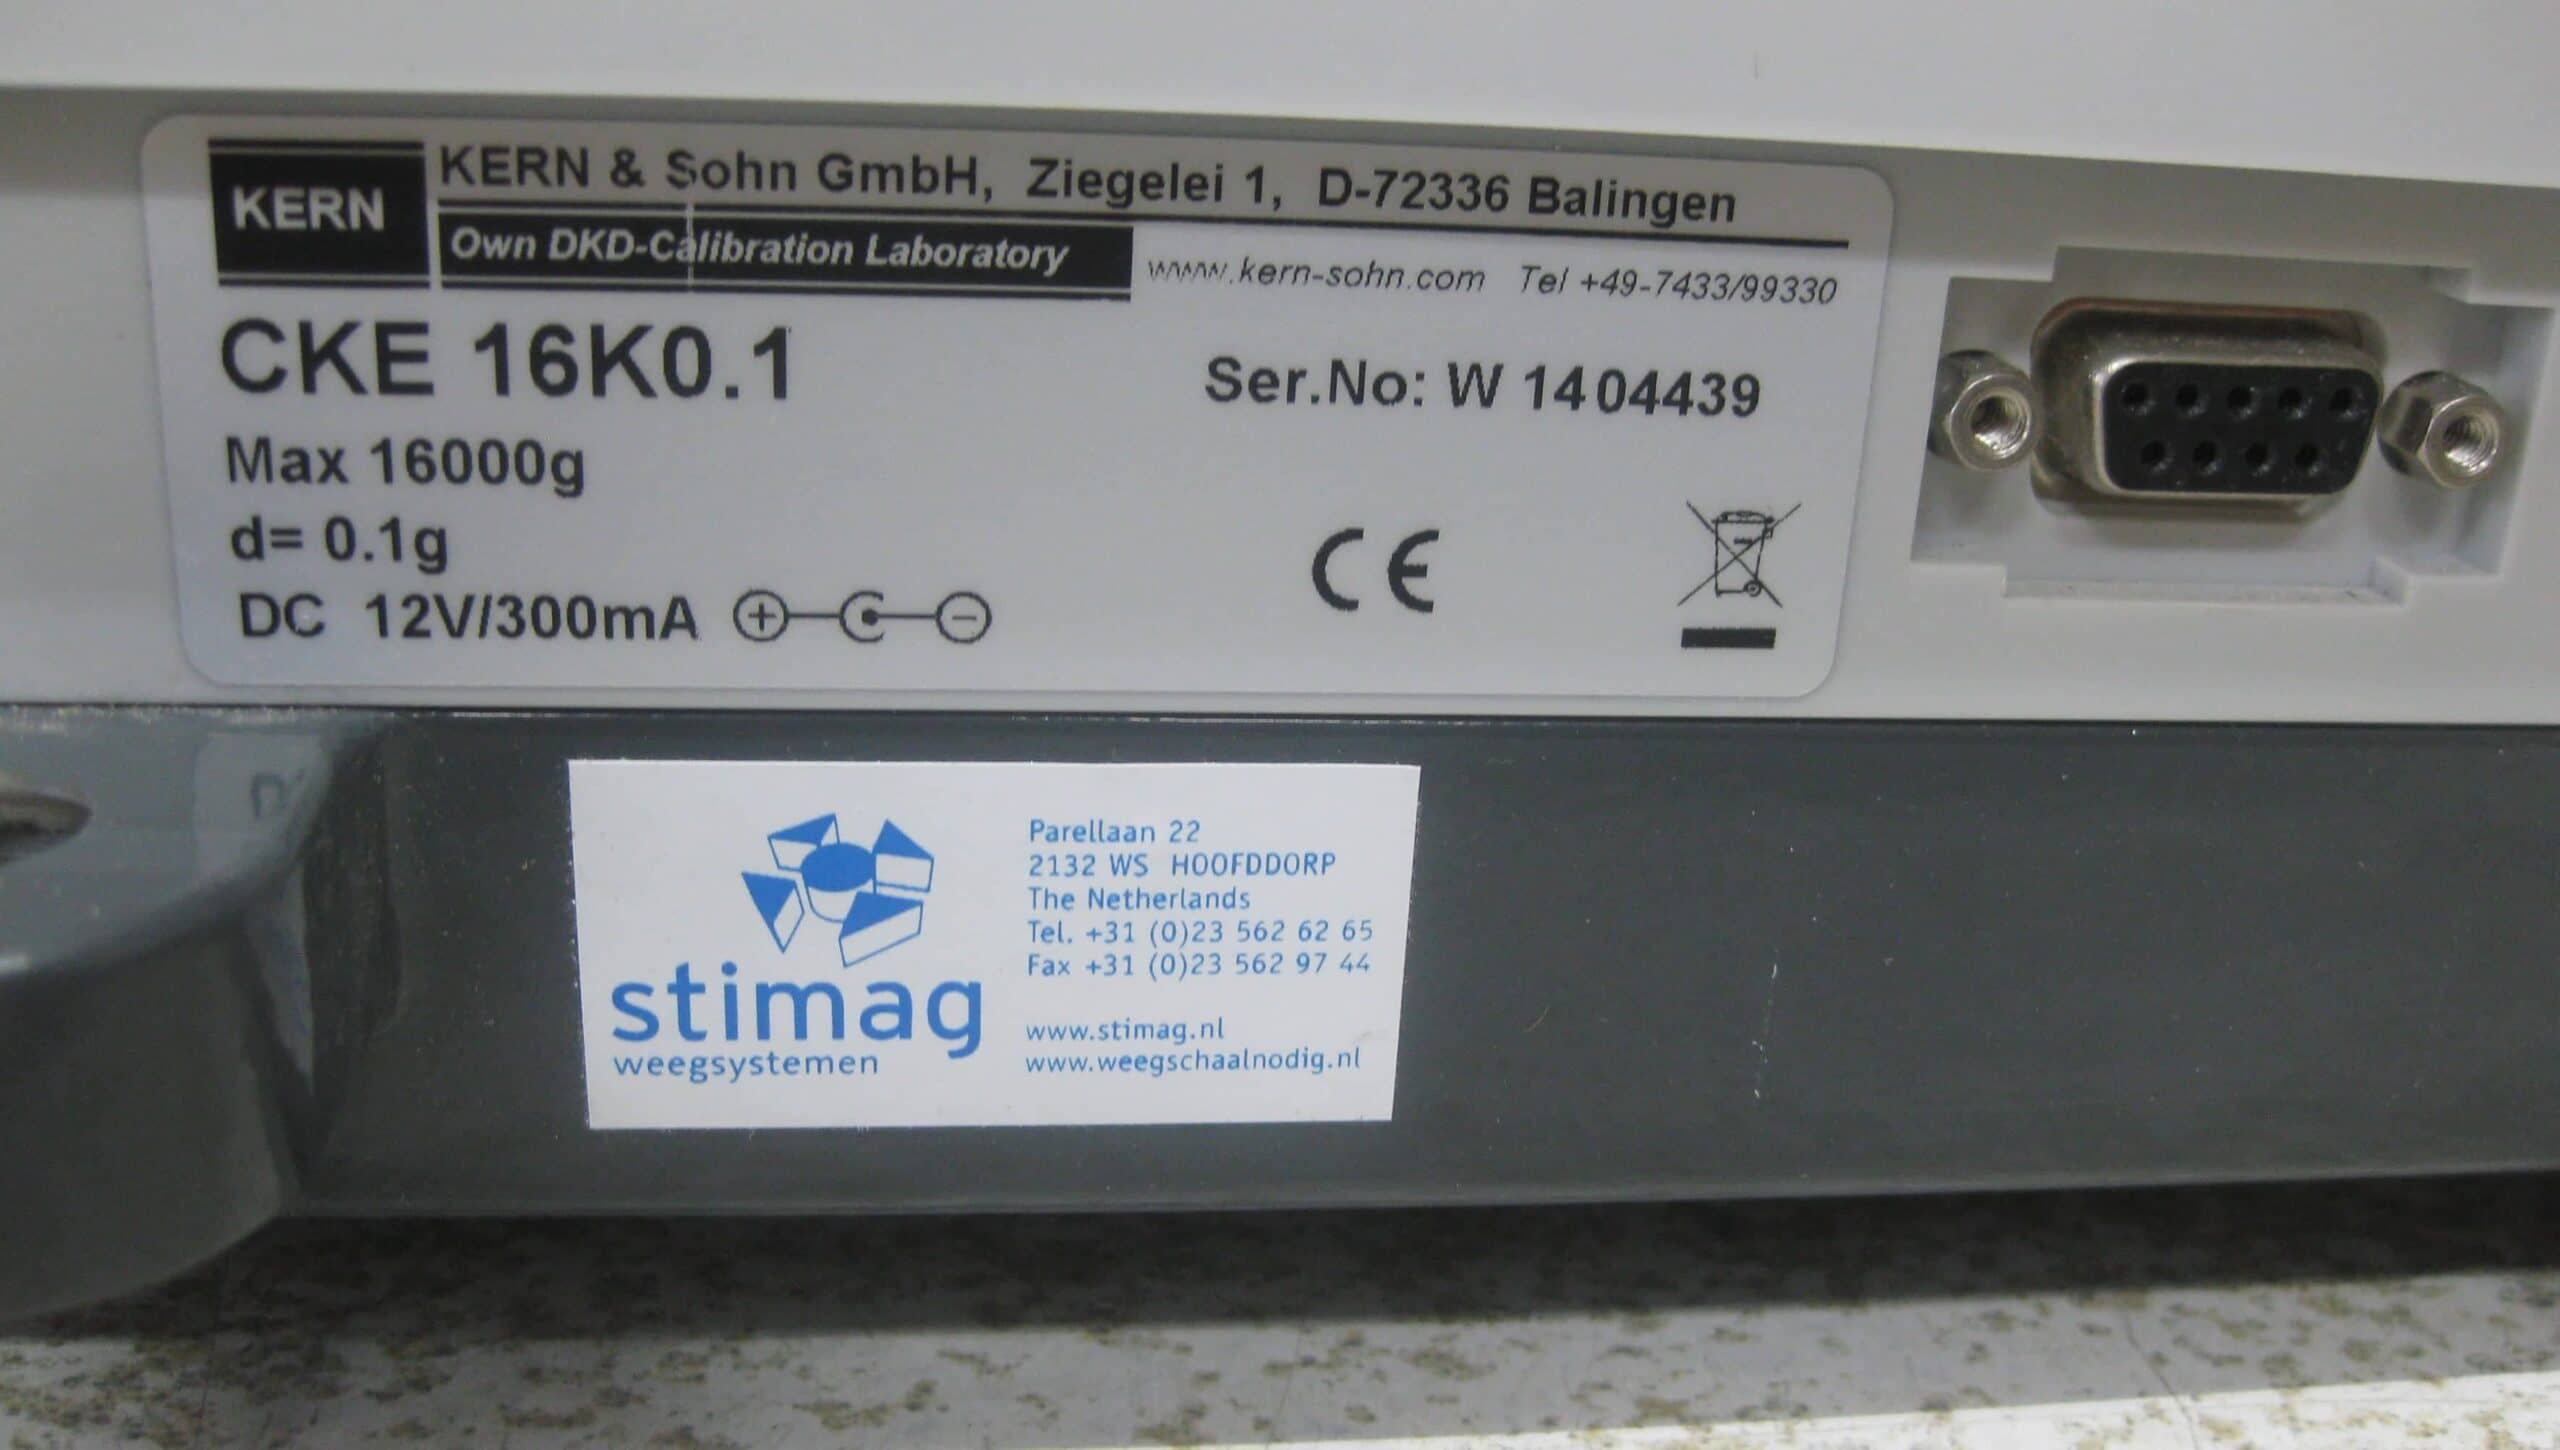 KERN
KERN & Sohn GmbH, Ziegelei 1, D-72336 Balingen
Own DKD-Calibration Laboratory
www.kern-sohn.com Tel +49-7433/99330
CKE 16K0.1
Ser.No: W 1404439
Max 16000g
d= 0.1g
DC 12V/300mA
CE
stimag
weegsystemen
Parellaan 22
2132 WS HOOFDDORP
The Netherlands
Tel. +31 (0)23 562 62 65
Fax +31 (0)23 562 97 44
www.stimag.nl
www.weegschaalnodig.nl